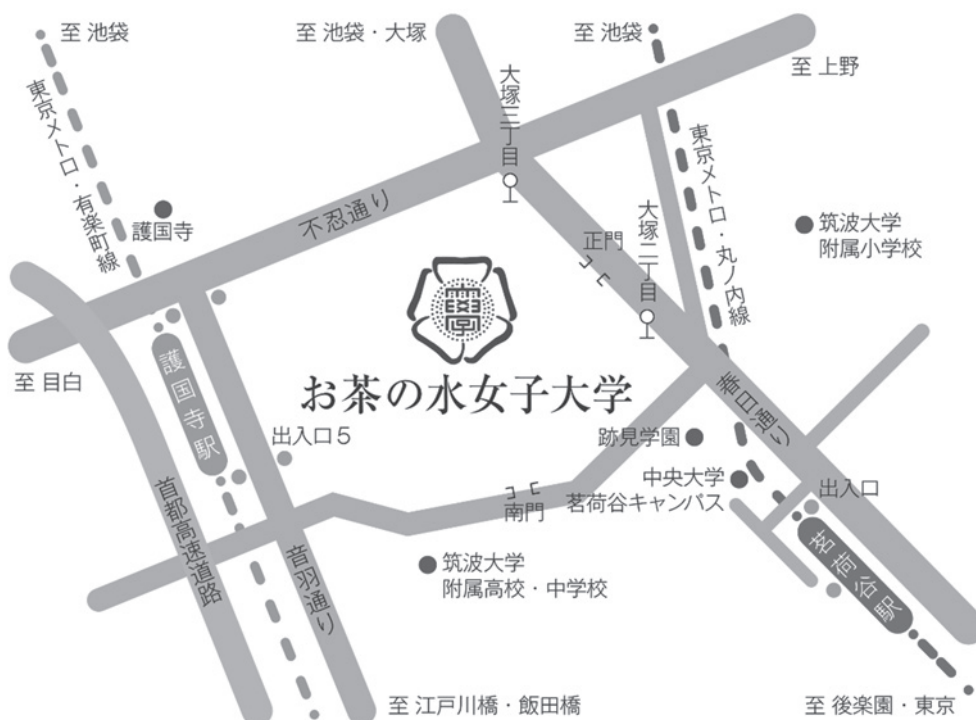 至 池袋
至 池袋・大塚
至 池袋
至 上野
大塚三丁目
東京メトロ・有楽町線
東京メトロ・丸ノ内線
護国寺
不忍通り
大塚二丁目
正門
筑波大学
附属小学校
至 目白
護国寺駅
お茶の水女子大学
春日通り
出入口5
跡見学園
中央大学
茗荷谷キャンパス
出入口
首都高速道路
南門
音羽通り
筑波大学
附属高校・中学校
茗荷谷駅
至 江戸川橋・飯田橋
至 後楽園・東京